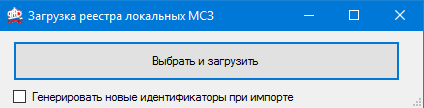 Загрузка реестра локальных МСЗ
Выбрать и загрузить
Генерировать новые идентификаторы при импорте